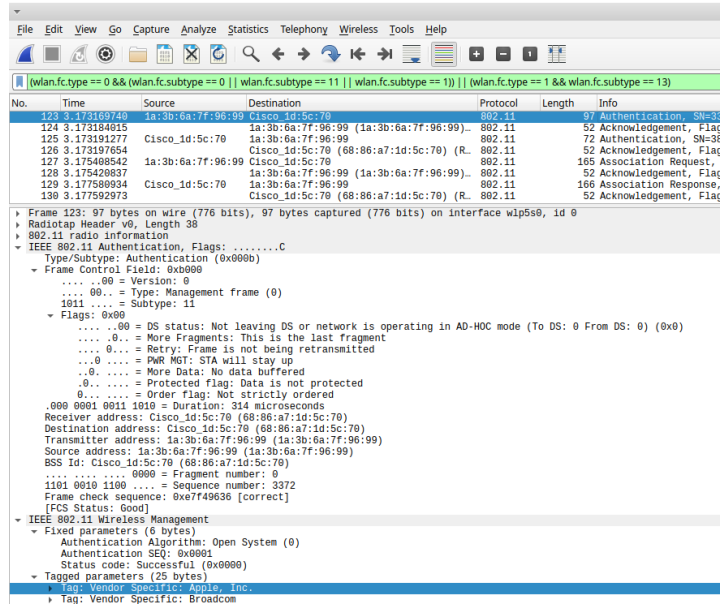 File Edit View Go Capture Analyze Statistics Telephony Wireless Tools Help
(wlan.fc.type == 0 && (wlan.fc.subtype == 0 || wlan.fc.subtype == 11 || wlan.fc.subtype == 1)) || (wlan.fc.type == 1 && wlan.fc.subtype == 13)
No. Time Source Destination Protocol Length Info
123 3.173169740 1a:3b:6a:7f:96:99 Cisco_1d:5c:70 802.11 97 Authentication, SN=33
124 3.173184015 1a:3b:6a:7f:96:99 (1a:3b:6a:7f:96:99)… 802.11 52 Acknowledgement, Flag
125 3.173191277 Cisco_1d:5c:70 1a:3b:6a:7f:96:99 802.11 72 Authentication, SN=38
126 3.173197654 Cisco_1d:5c:70 (68:86:a7:1d:5c:70) (R… 802.11 52 Acknowledgement, Flag
127 3.175408542 1a:3b:6a:7f:96:99 Cisco_1d:5c:70 802.11 165 Association Request,
128 3.175420837 1a:3b:6a:7f:96:99 (1a:3b:6a:7f:96:99)… 802.11 52 Acknowledgement, Flag
129 3.177580934 Cisco_1d:5c:70 1a:3b:6a:7f:96:99 802.11 166 Association Response,
130 3.177592973 Cisco_1d:5c:70 (68:86:a7:1d:5c:70) (R… 802.11 52 Acknowledgement, Flag
Frame 123: 97 bytes on wire (776 bits), 97 bytes captured (776 bits) on interface wlp5s0, id 0
Radiotap Header v0, Length 38
802.11 radio information
IEEE 802.11 Authentication, Flags: ........C
Type/Subtype: Authentication (0x000b)
Frame Control Field: 0xb000
.... ..00 = Version: 0
.... 00.. = Type: Management frame (0)
1011 .... = Subtype: 11
Flags: 0x00
.... ..00 = DS status: Not leaving DS or network is operating in AD-HOC mode (To DS: 0 From DS: 0) (0x0)
.... .0.. = More Fragments: This is the last fragment
.... 0... = Retry: Frame is not being retransmitted
...0 .... = PWR MGT: STA will stay up
..0. .... = More Data: No data buffered
.0.. .... = Protected flag: Data is not protected
0... .... = Order flag: Not strictly ordered
.000 0001 0011 1010 = Duration: 314 microseconds
Receiver address: Cisco_1d:5c:70 (68:86:a7:1d:5c:70)
Destination address: Cisco_1d:5c:70 (68:86:a7:1d:5c:70)
Transmitter address: 1a:3b:6a:7f:96:99 (1a:3b:6a:7f:96:99)
Source address: 1a:3b:6a:7f:96:99 (1a:3b:6a:7f:96:99)
BSS Id: Cisco_1d:5c:70 (68:86:a7:1d:5c:70)
.... .... .... 0000 = Fragment number: 0
1101 0010 1100 .... = Sequence number: 3372
Frame check sequence: 0xe7f49636 [correct]
[FCS Status: Good]
IEEE 802.11 Wireless Management
Fixed parameters (6 bytes)
Authentication Algorithm: Open System (0)
Authentication SEQ: 0x0001
Status code: Successful (0x0000)
Tagged parameters (25 bytes)
Tag: Vendor Specific: Apple, Inc.
Tag: Vendor Specific: Broadcom